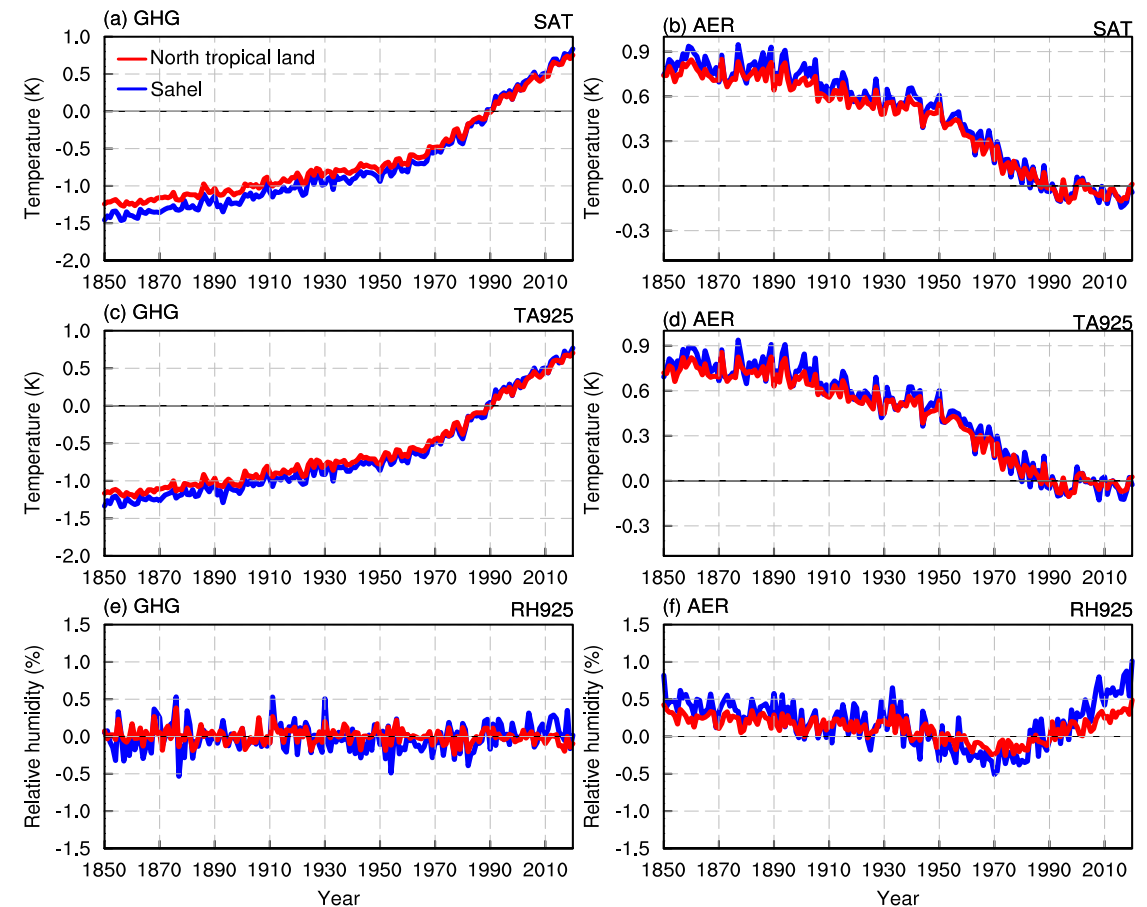 (a) GHG SAT
Temperature (K)
1.0
0.5
0.0
-0.5
-1.0
-1.5
-2.0
North tropical land
Sahel
1850 1870 1890 1910 1930 1950 1970 1990 2010
(b) AER SAT
Temperature (K)
0.9
0.6
0.3
0.0
-0.3
1850 1870 1890 1910 1930 1950 1970 1990 2010
(c) GHG TA925
Temperature (K)
1.0
0.5
0.0
-0.5
-1.0
-1.5
-2.0
1850 1870 1890 1910 1930 1950 1970 1990 2010
(d) AER TA925
Temperature (K)
0.9
0.6
0.3
0.0
-0.3
1850 1870 1890 1910 1930 1950 1970 1990 2010
(e) GHG RH925
Relative humidity (%)
1.5
1.0
0.5
0.0
-0.5
-1.0
-1.5
1850 1870 1890 1910 1930 1950 1970 1990 2010
Year
(f) AER RH925
Relative humidity (%)
1.5
1.0
0.5
0.0
-0.5
-1.0
-1.5
1850 1870 1890 1910 1930 1950 1970 1990 2010
Year